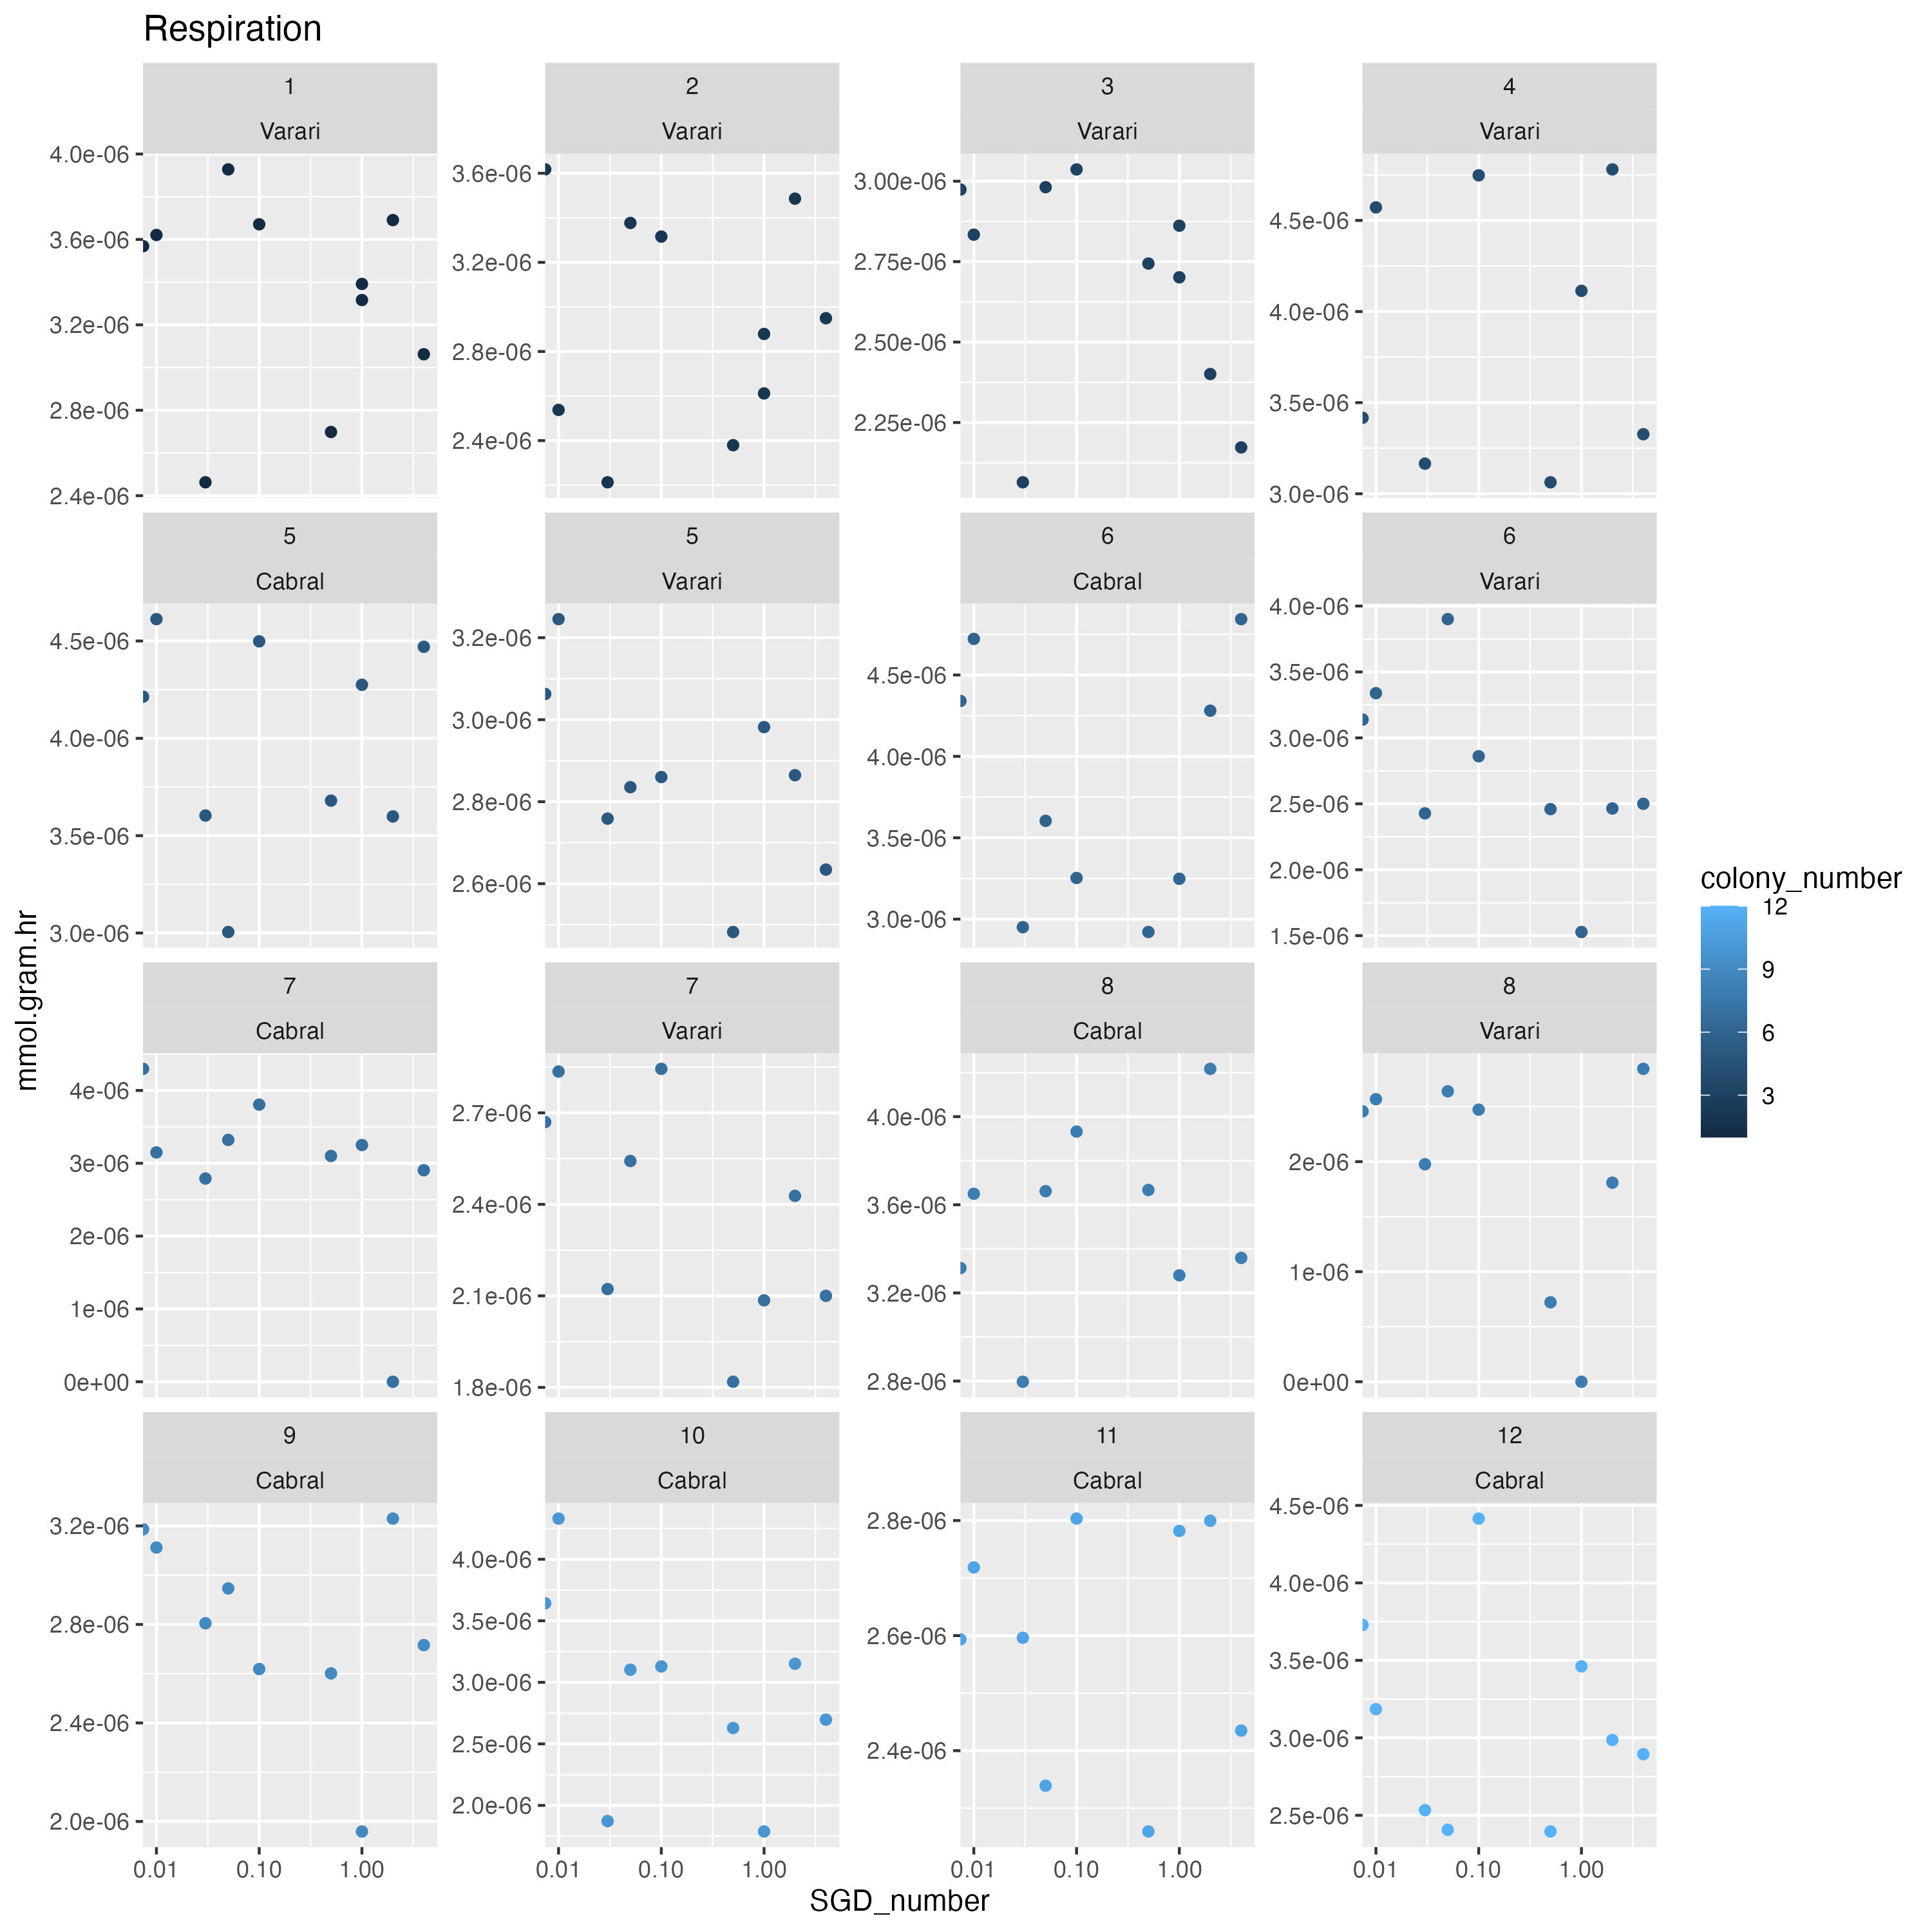 Respiration
1
Varari
4.0e-06
3.6e-06
3.2e-06
2.8e-06
2.4e-06
2
Varari
3.6e-06
3.2e-06
2.8e-06
2.4e-06
3
Varari
3.00e-06
2.75e-06
2.50e-06
2.25e-06
4
Varari
4.5e-06
4.0e-06
3.5e-06
3.0e-06
5
Cabral
4.5e-06
4.0e-06
3.5e-06
3.0e-06
5
Varari
3.2e-06
3.0e-06
2.8e-06
2.6e-06
6
Cabral
4.5e-06
4.0e-06
3.5e-06
3.0e-06
6
Varari
4.0e-06
3.5e-06
3.0e-06
2.5e-06
2.0e-06
1.5e-06
7
Cabral
4e-06
3e-06
2e-06
1e-06
0e+00
7
Varari
2.7e-06
2.4e-06
2.1e-06
1.8e-06
8
Cabral
4.0e-06
3.6e-06
3.2e-06
2.8e-06
8
Varari
2e-06
1e-06
0e+00
9
Cabral
3.2e-06
2.8e-06
2.4e-06
2.0e-06
0.01 0.10 1.00
10
Cabral
4.0e-06
3.5e-06
3.0e-06
2.5e-06
2.0e-06
0.01 0.10 1.00
11
Cabral
2.8e-06
2.6e-06
2.4e-06
0.01 0.10 1.00
12
Cabral
4.5e-06
4.0e-06
3.5e-06
3.0e-06
2.5e-06
0.01 0.10 1.00
SGD_number
mmol.gram.hr
colony_number
12
9
6
3